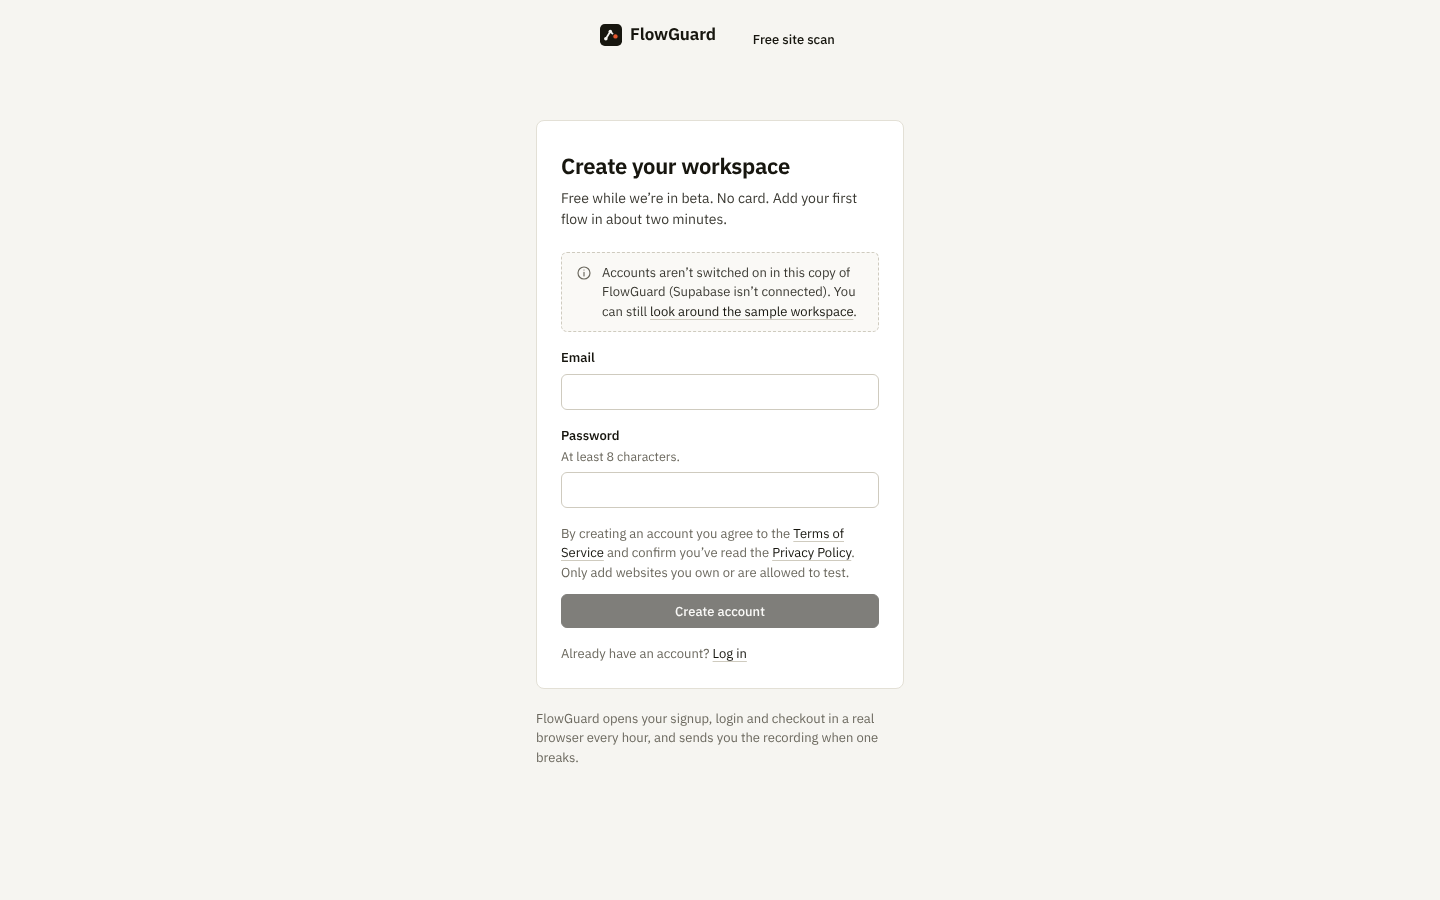 FlowGuard
Free site scan
Create your workspace
Free while we’re in beta. No card. Add your first
flow in about two minutes.
Accounts aren’t switched on in this copy of
FlowGuard (Supabase isn’t connected). You
can still look around the sample workspace.
Email
Password
At least 8 characters.
By creating an account you agree to the Terms of
Service and confirm you’ve read the Privacy Policy.
Only add websites you own or are allowed to test.
Create account
Already have an account? Log in
FlowGuard opens your signup, login and checkout in a real
browser every hour, and sends you the recording when one
breaks.